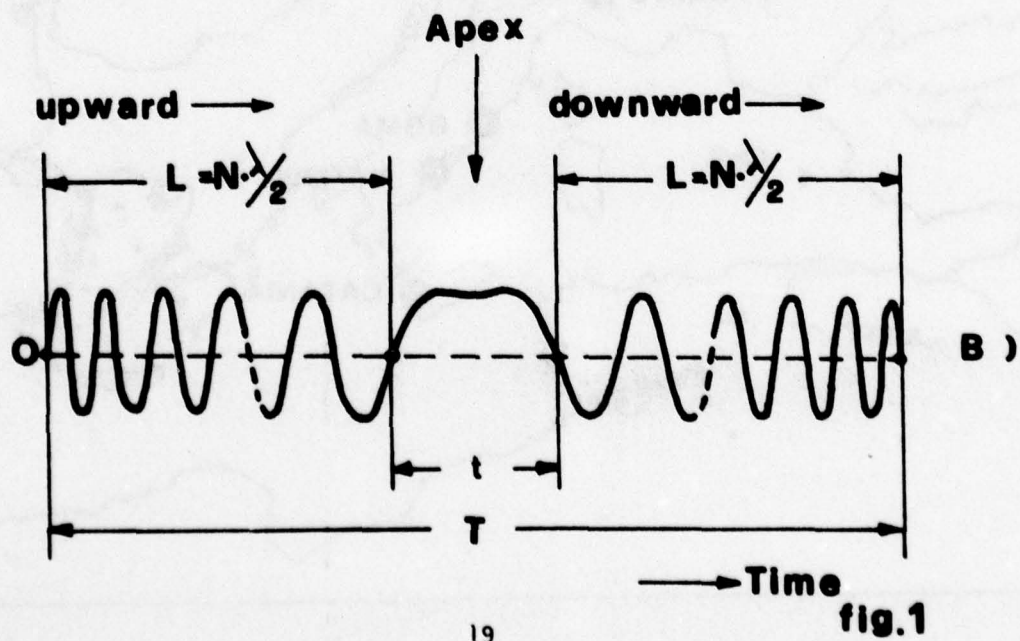 Apex
upward
downward
L = N·λ/2
L = N·λ/2
O
B )
t
T
Time
fig.1
19